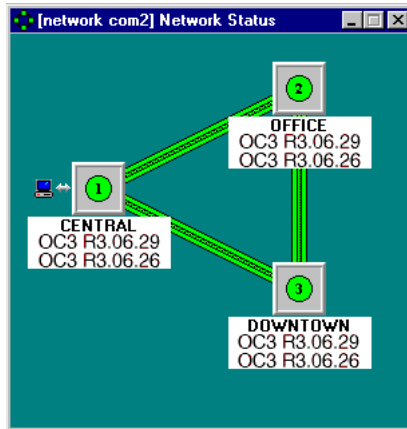 [network com2] Network Status
2
OFFICE
OC3 R3.06.29
OC3 R3.06.26
1
CENTRAL
OC3 R3.06.29
OC3 R3.06.26
3
DOWNTOWN
OC3 R3.06.29
OC3 R3.06.26